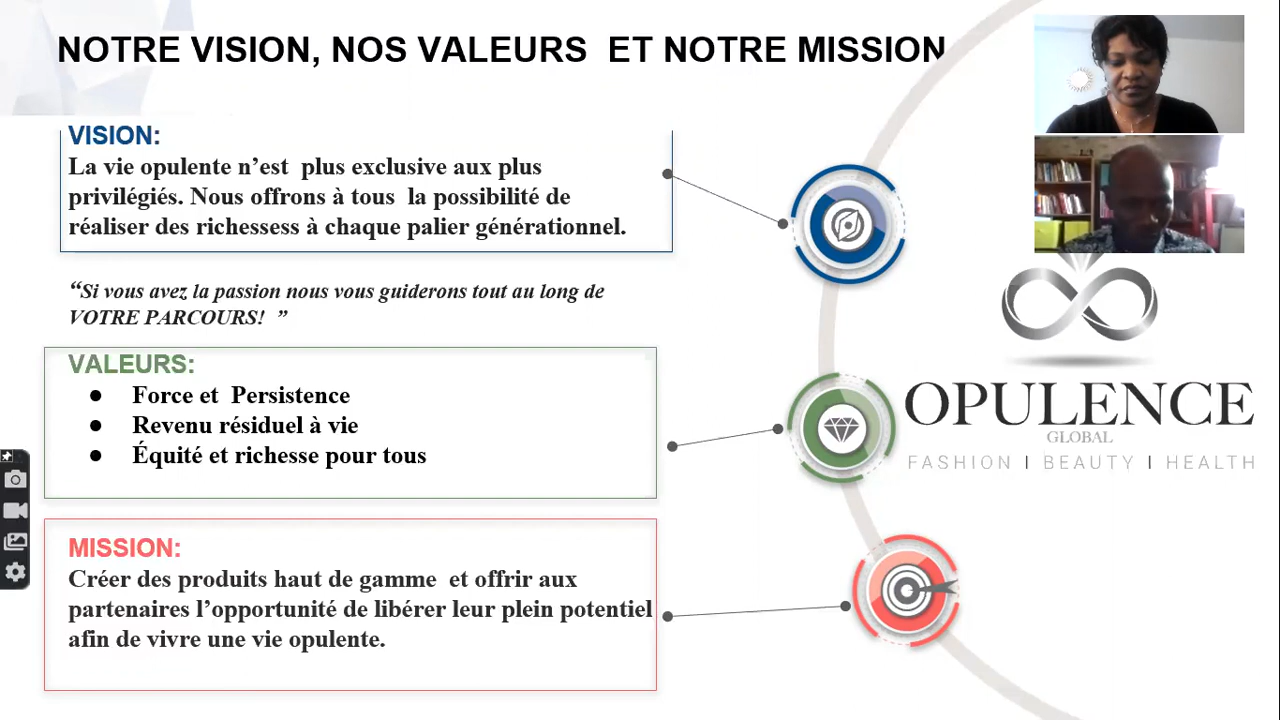 NOTRE VISION, NOS VALEURS ET NOTRE MISSION
VISION:
La vie opulente n’est plus exclusive aux plus
privilégiés. Nous offrons à tous la possibilité de
réaliser des richessess à chaque palier générationnel.
“Si vous avez la passion nous vous guiderons tout au long de
VOTRE PARCOURS! ”
VALEURS:
● Force et Persistence
● Revenu résiduel à vie
● Équité et richesse pour tous
MISSION:
Créer des produits haut de gamme et offrir aux
partenaires l’opportunité de libérer leur plein potentiel
afin de vivre une vie opulente.
OPULENCE
GLOBAL
FASHION | BEAUTY | HEALTH